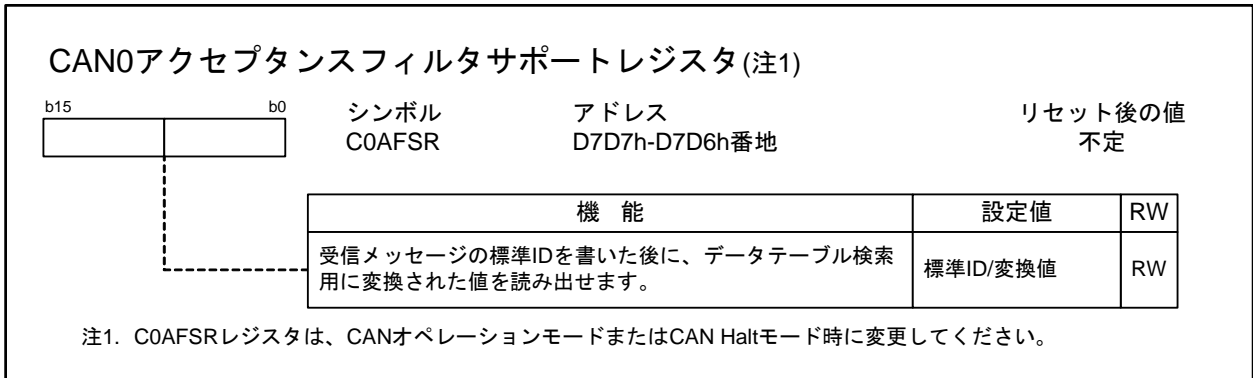 CAN0アクセプタンスフィルタサポートレジスタ(注1)
b15 b0 シンボル アドレス リセット後の値
C0AFSR D7D7h-D7D6h番地 不定
機 能 設定値 RW
受信メッセージの標準IDを書いた後に、データテーブル検索
用に変換された値を読み出せます。 標準ID/変換値 RW
注1. C0AFSRレジスタは、CANオペレーションモードまたはCAN Haltモード時に変更してください。